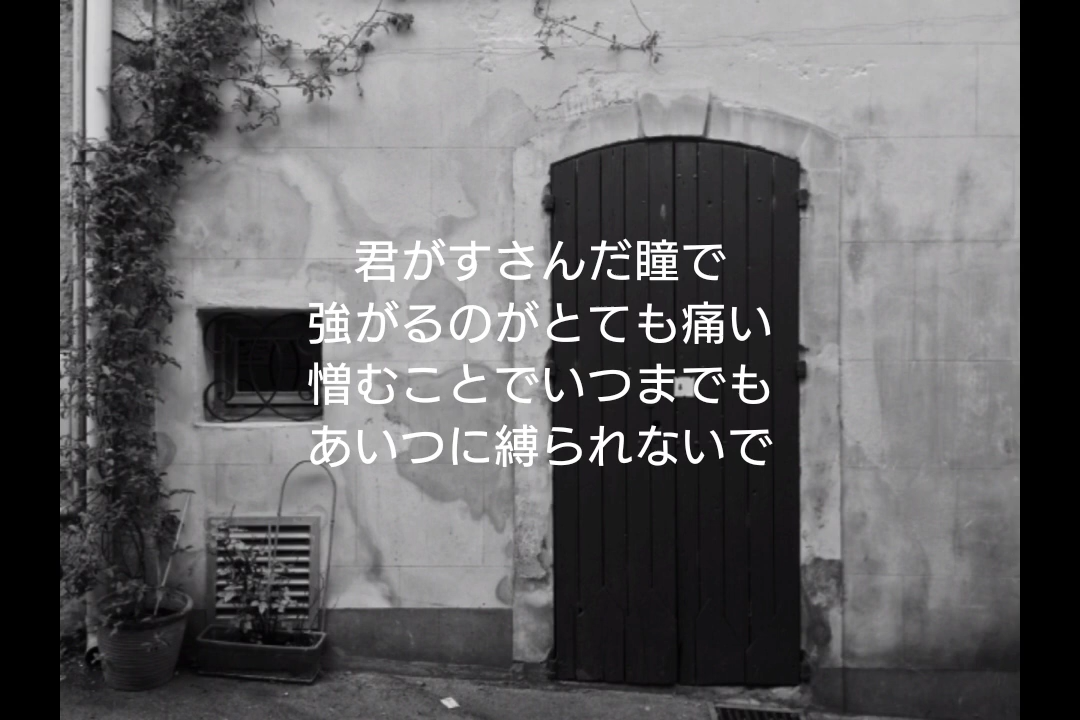 君がすさんだ瞳で
強がるのがとても痛い
憎むことでいつまでも
あいつに縛られないで